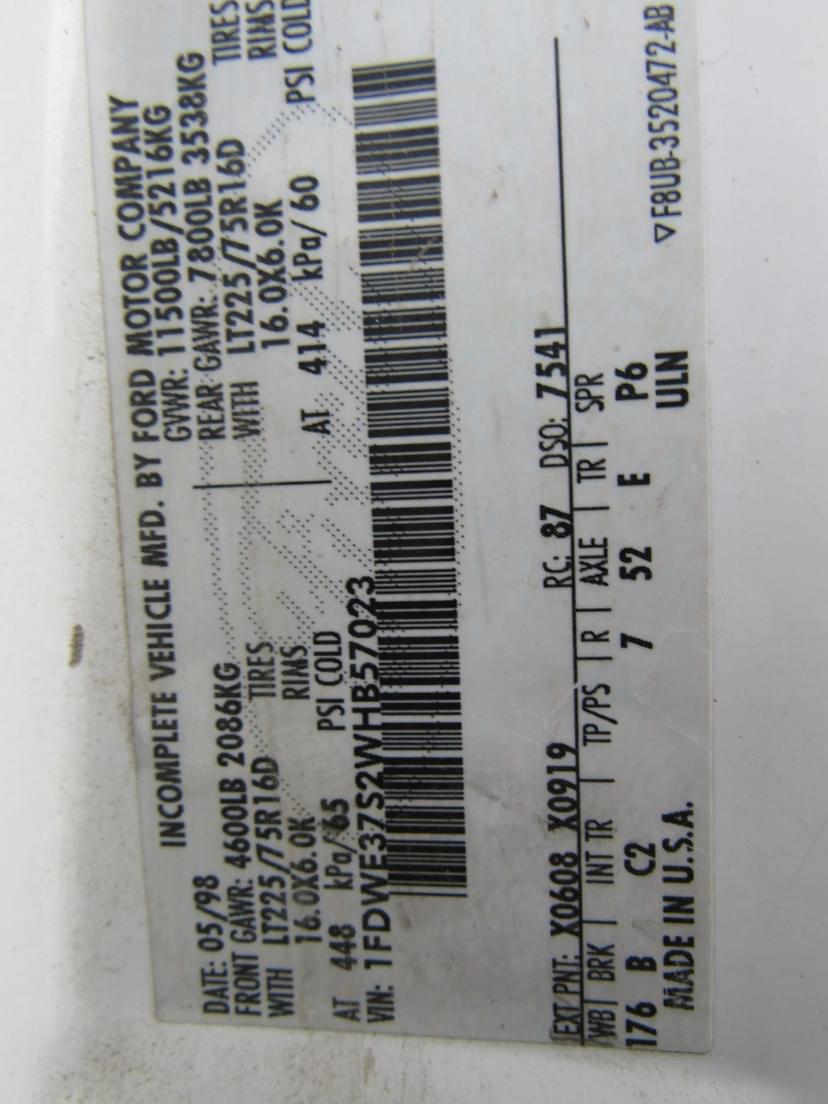 INCOMPLETE VEHICLE MFD. BY FORD MOTOR COMPANY
DATE: 05/98 GVWR: 11500LB/5216KG
FRONT GAWR: 4600LB 2086KG REAR GAWR: 7800LB 3538KG
WITH LT225/75R16D TIRES WITH LT225/75R16D TIRES
16.0X6.0K RIMS 16.0X6.0K RIMS
AT 448 kPa/65 PSI COLD AT 414 kPa/60 PSI COLD
VIN: 1FDWE37S2WHB57023
EXT PNT: X0608 X0919 RC: 87 DSO: 7541
WB | BRK | INT TR | TP/PS | R | AXLE | TR | SPR
176 B C2 7 52 E P6
MADE IN U.S.A. ULN ▽F8UB-3520472-AB